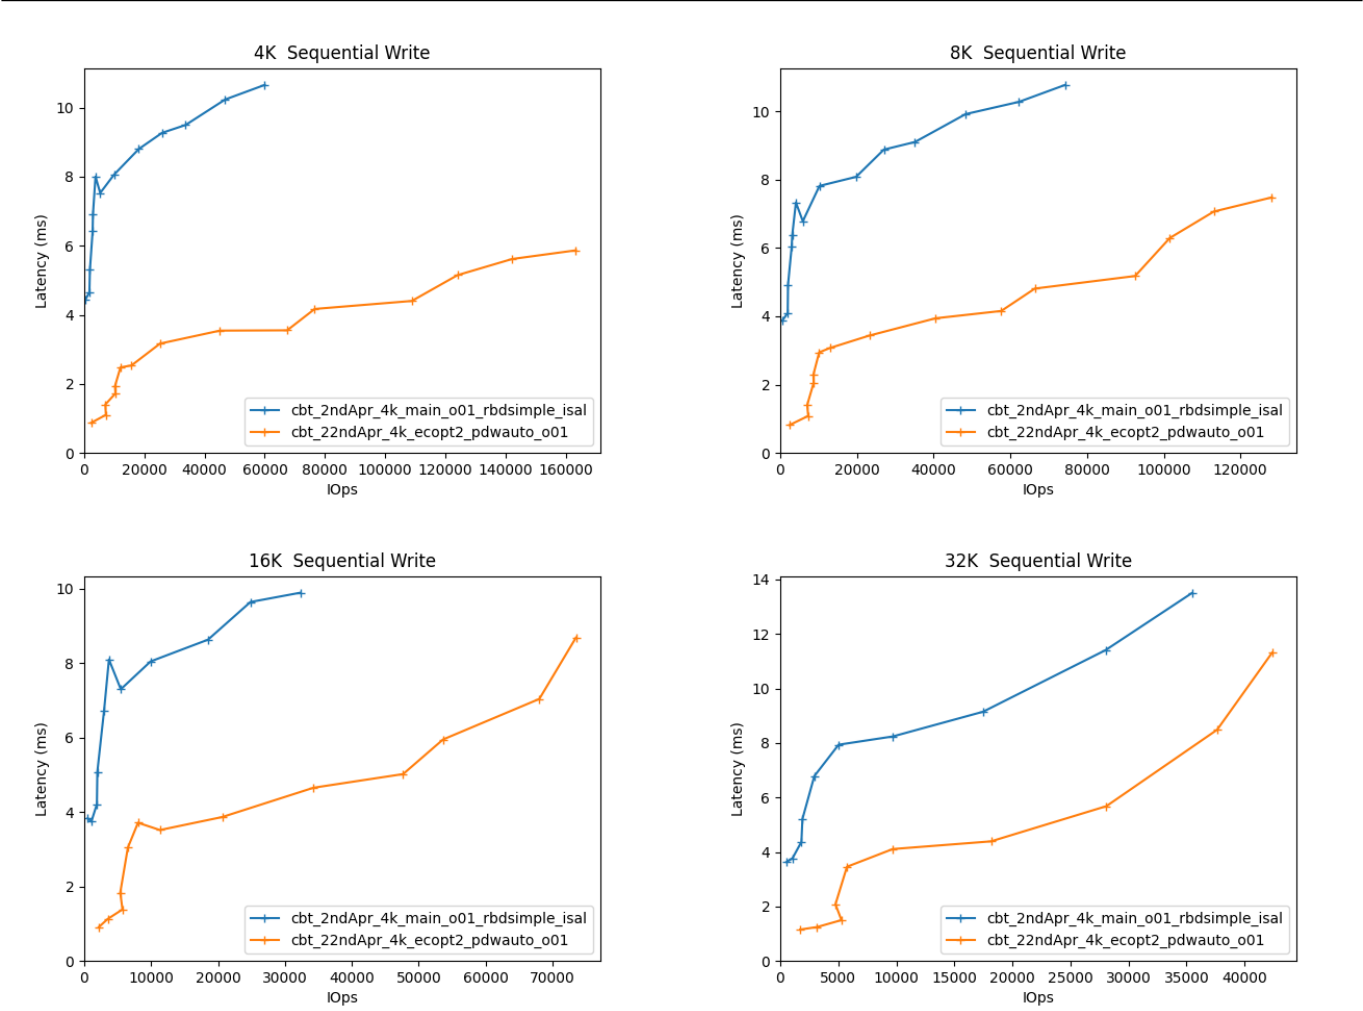 4K  Sequential Write
10
8
6
4
2
0
Latency (ms)
cbt_2ndApr_4k_main_o01_rbdsimple_isal
cbt_22ndApr_4k_ecopt2_pdwauto_o01
0 20000 40000 60000 80000 100000 120000 140000 160000
IOps
8K  Sequential Write
10
8
6
4
2
0
Latency (ms)
cbt_2ndApr_4k_main_o01_rbdsimple_isal
cbt_22ndApr_4k_ecopt2_pdwauto_o01
0 20000 40000 60000 80000 100000 120000
IOps
16K  Sequential Write
10
8
6
4
2
0
Latency (ms)
cbt_2ndApr_4k_main_o01_rbdsimple_isal
cbt_22ndApr_4k_ecopt2_pdwauto_o01
0 10000 20000 30000 40000 50000 60000 70000
IOps
32K  Sequential Write
14
12
10
8
6
4
2
0
Latency (ms)
cbt_2ndApr_4k_main_o01_rbdsimple_isal
cbt_22ndApr_4k_ecopt2_pdwauto_o01
0 5000 10000 15000 20000 25000 30000 35000 40000
IOps